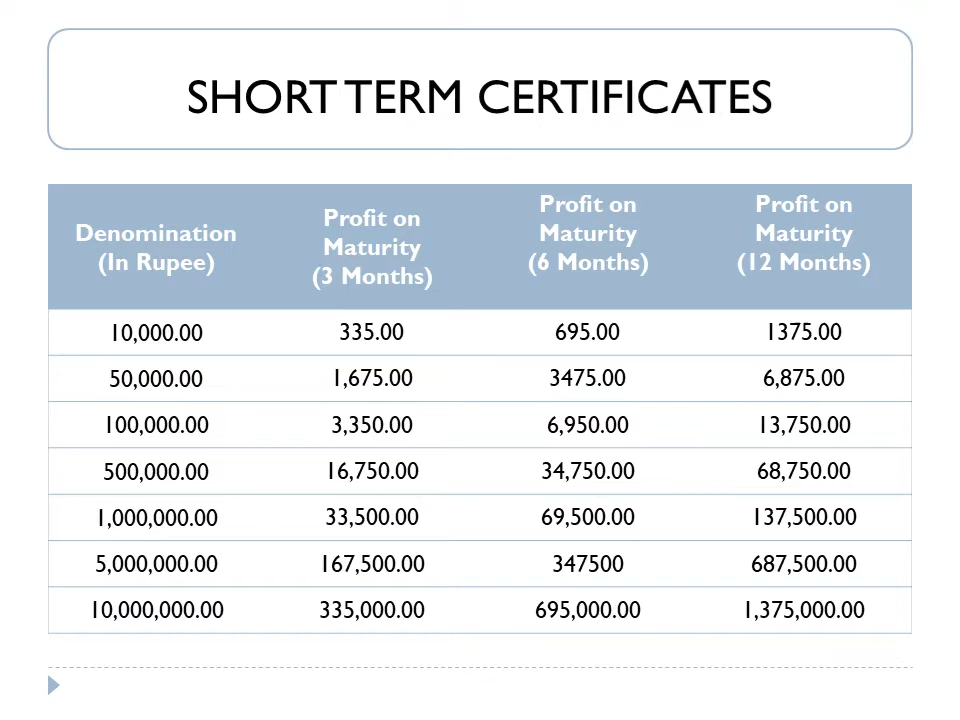 SHORT TERM CERTIFICATES
Denomination
(In Rupee)
Profit on
Maturity
(3 Months)
Profit on
Maturity
(6 Months)
Profit on
Maturity
(12 Months)
10,000.00 335.00 695.00 1375.00
50,000.00 1,675.00 3475.00 6,875.00
100,000.00 3,350.00 6,950.00 13,750.00
500,000.00 16,750.00 34,750.00 68,750.00
1,000,000.00 33,500.00 69,500.00 137,500.00
5,000,000.00 167,500.00 347500 687,500.00
10,000,000.00 335,000.00 695,000.00 1,375,000.00